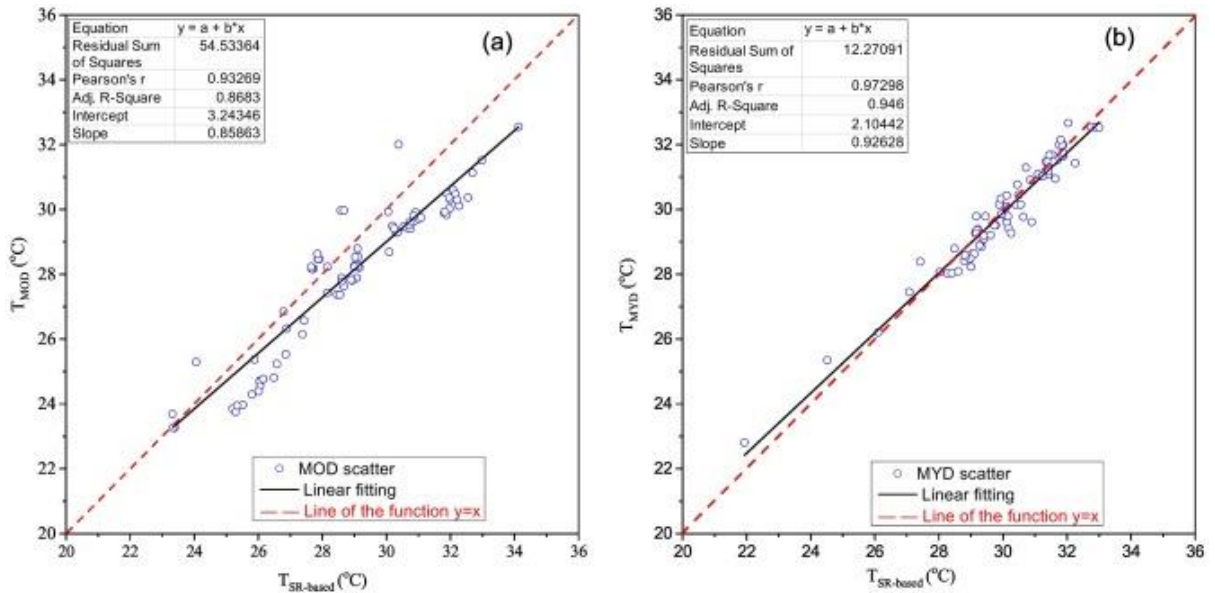 (a)
Equation y = a + b*x
Residual Sum of Squares 54.53364
Pearson's r 0.93269
Adj. R-Square 0.8683
Intercept 3.24346
Slope 0.85863
36
34
32
30
28
26
24
22
20
T_MOD (°C)
MOD scatter
Linear fitting
Line of the function y=x
20 22 24 26 28 30 32 34 36
T_SR-based (°C)
(b)
Equation y = a + b*x
Residual Sum of Squares 12.27091
Pearson's r 0.97298
Adj. R-Square 0.946
Intercept 2.10442
Slope 0.92628
36
34
32
30
28
26
24
22
20
T_MYD (°C)
MYD scatter
Linear fitting
Line of the function y=x
20 22 24 26 28 30 32 34 36
T_SR-based (°C)